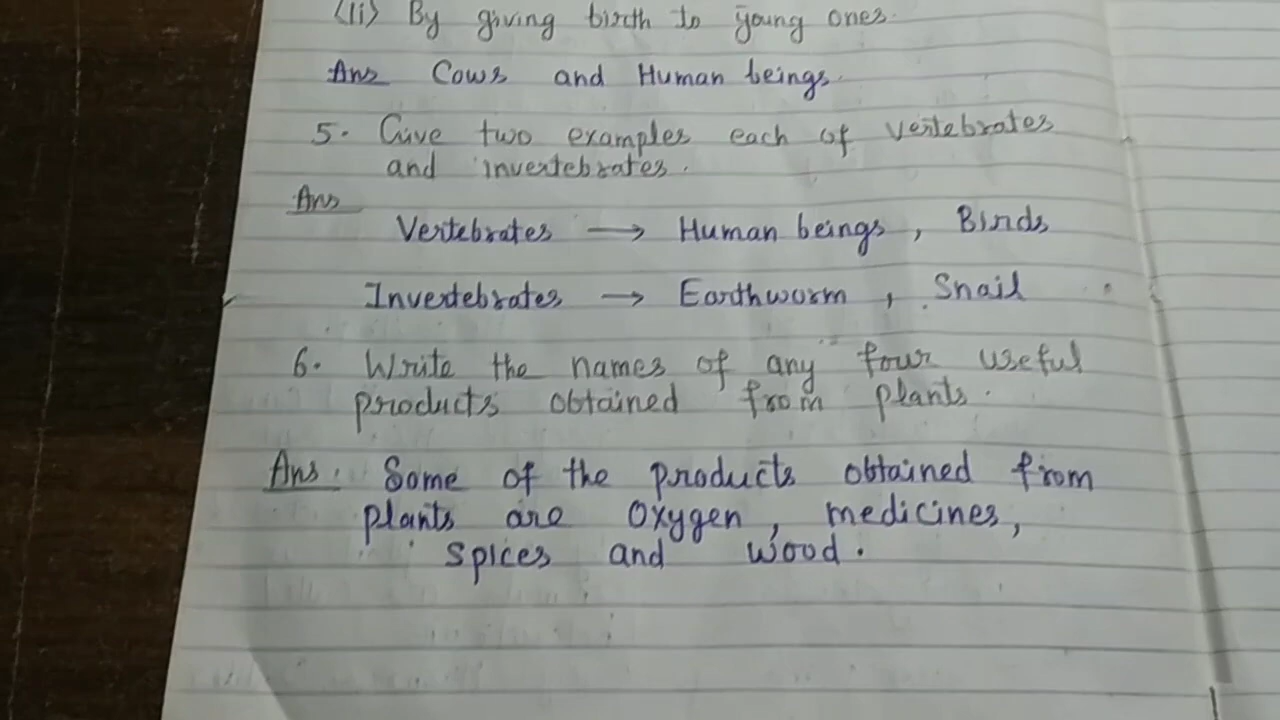 (ii) By giving birth to young ones.
Ans Cows and Human beings.
5. Give two examples each of vertebrates
and invertebrates.
Ans
Vertebrates → Human beings, Birds
Invertebrates → Earthworm, Snail
6. Write the names of any four useful
products obtained from plants.
Ans. Some of the products obtained from
plants are Oxygen, medicines,
spices and wood.